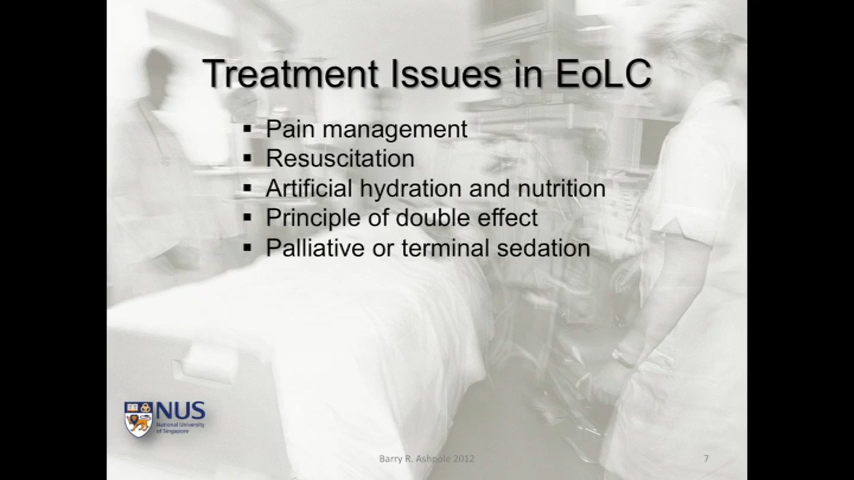 Treatment Issues in EoLC
▪ Pain management
▪ Resuscitation
▪ Artificial hydration and nutrition
▪ Principle of double effect
▪ Palliative or terminal sedation
NUS
National University
of Singapore
Barry R. Ashpole 2012
7